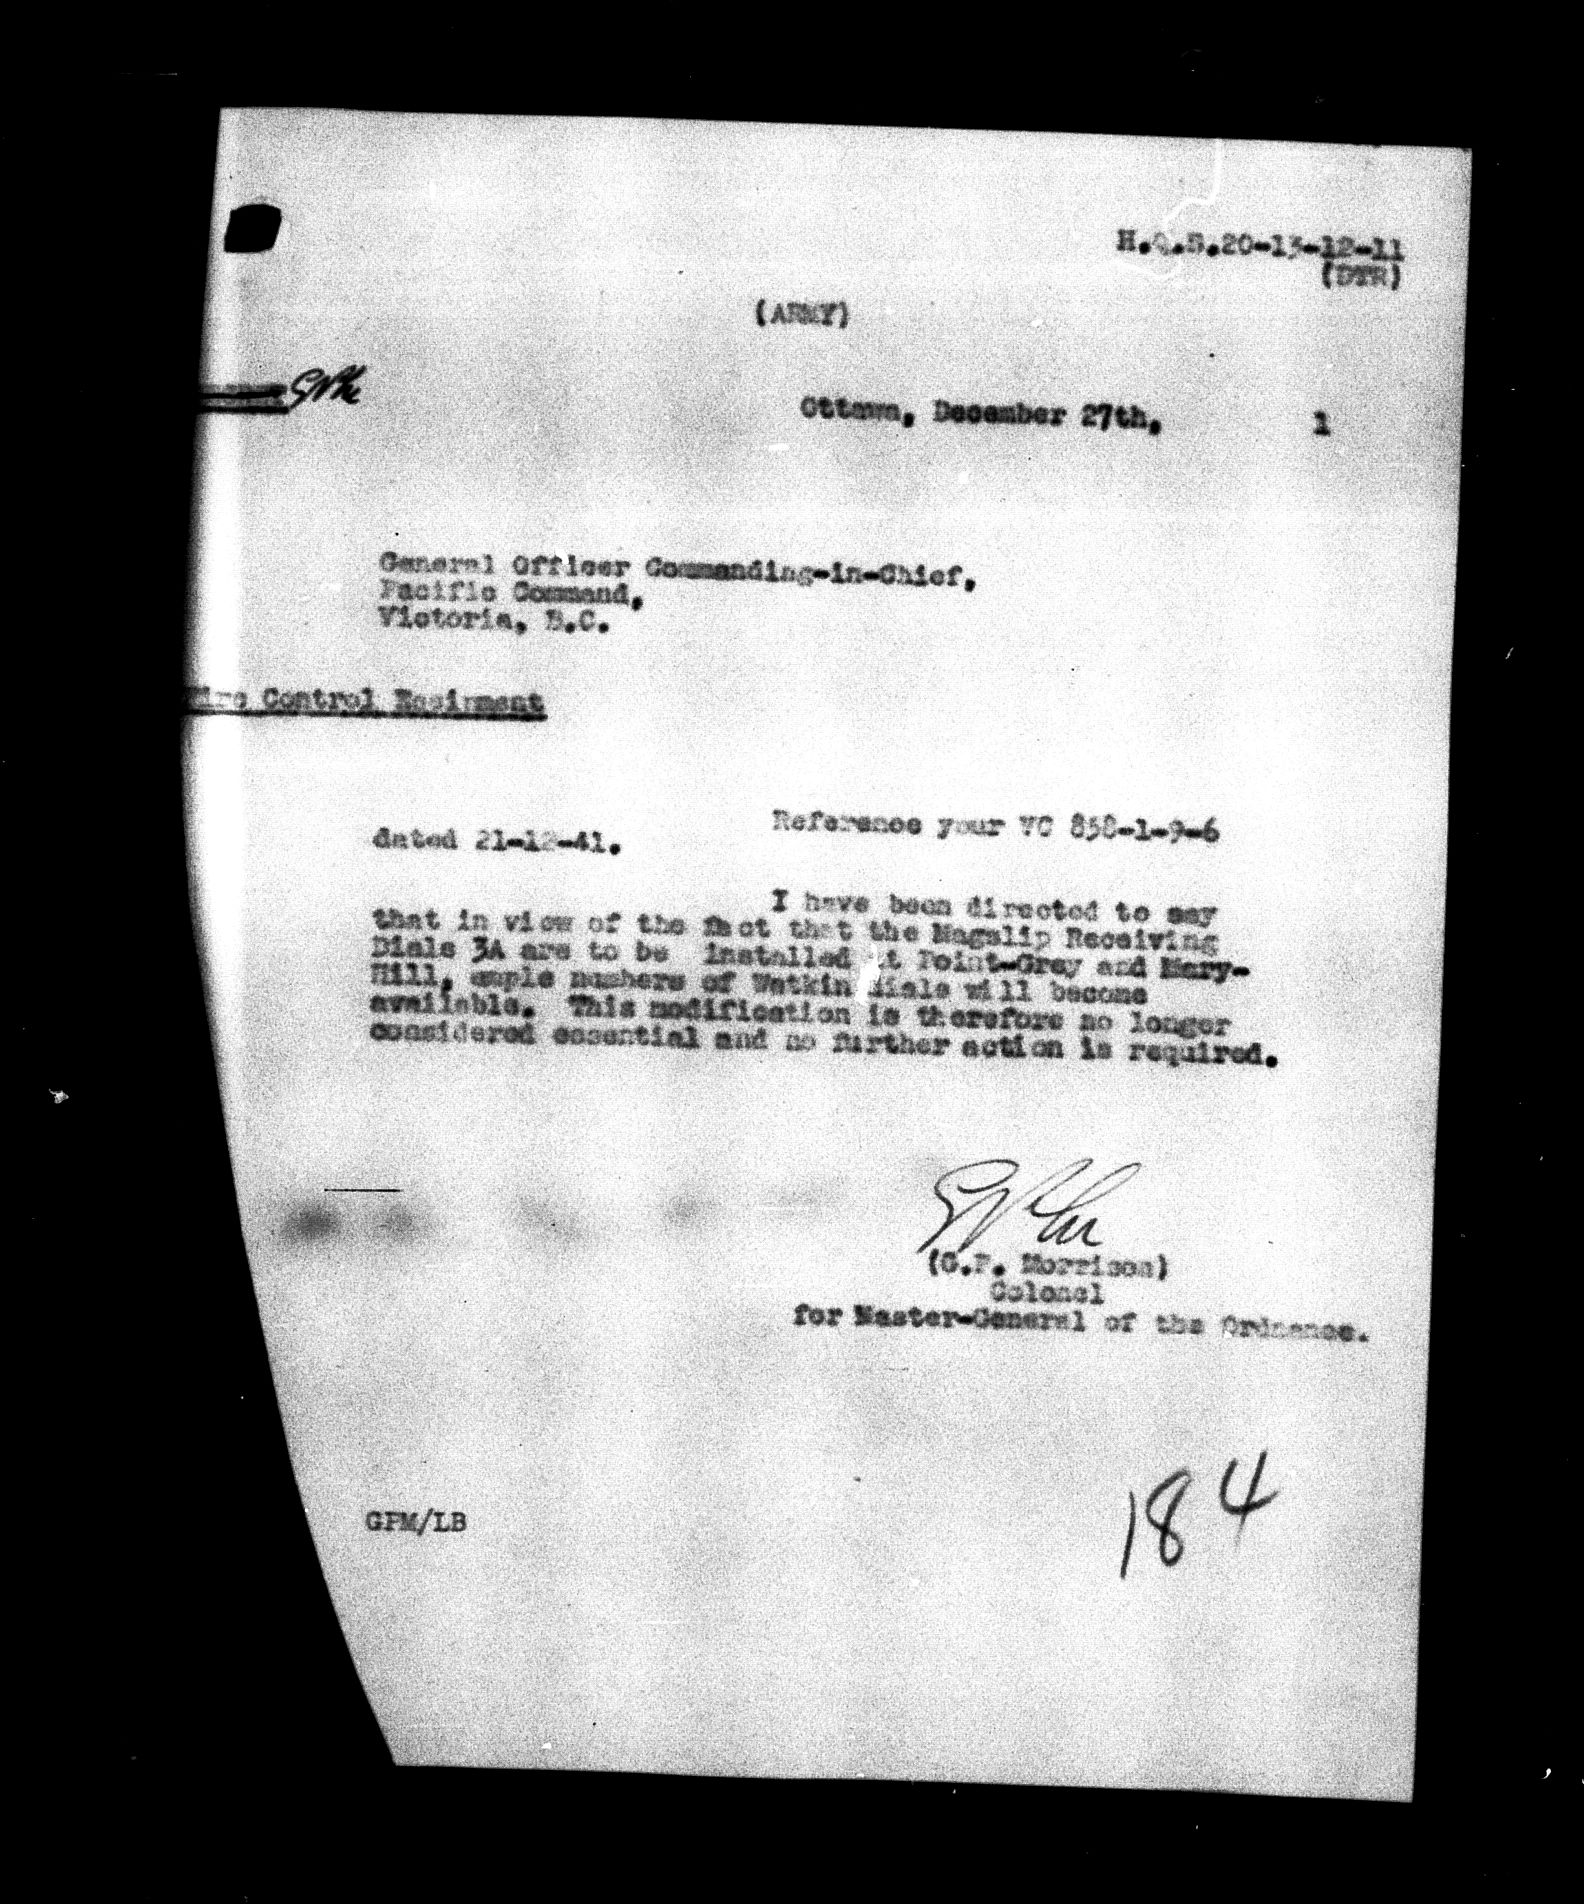 H.Q.S.20-13-12-11
(DTR)
(ARMY)
Ottawa, December 27th, 1
General Officer Commanding-in-Chief,
Pacific Command,
Victoria, B.C.
Fire Control Equipment
Reference your VC 858-1-9-6
dated 21-12-41.
I have been directed to say
that in view of the fact that the Magslip Receiving
Dials 3A are to be installed at Point-Grey and Mary-
Hill, ample numbers of Watkin dials will become
available. This modification is therefore no longer
considered essential and no further action is required.
(G.P. Morrison)
Colonel
for Master-General of the Ordnance.
GPM/LB
184